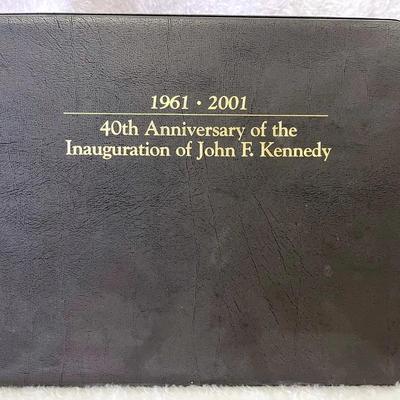 1961 • 2001
40th Anniversary of the
Inauguration of John F. Kennedy